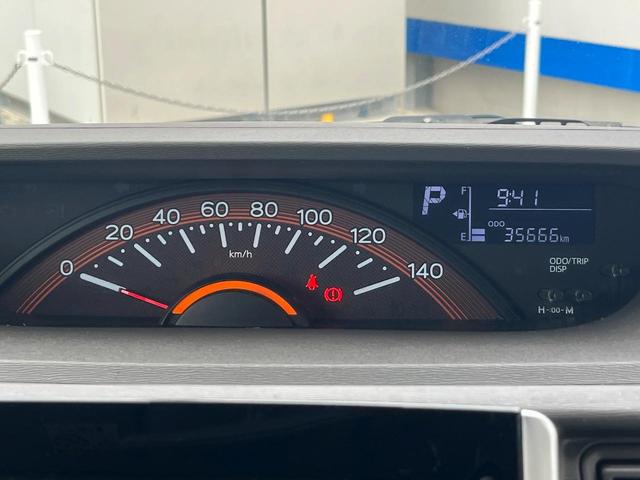 0 20 40 60 80 100 120 140
km/h
P
F
E
9:41
ODO
35666km
ODO/TRIP
DISP
H-:00-M